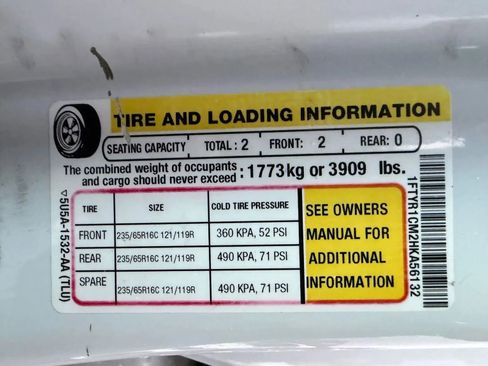 TIRE AND LOADING INFORMATION
SEATING CAPACITY TOTAL: 2 FRONT: 2 REAR: 0
The combined weight of occupants
and cargo should never exceed : 1773kg or 3909 lbs.
TIRE SIZE COLD TIRE PRESSURE
FRONT 235/65R16C 121/119R 360 KPA, 52 PSI
REAR 235/65R16C 121/119R 490 KPA, 71 PSI
SPARE 235/65R16C 121/119R 490 KPA, 71 PSI
SEE OWNERS
MANUAL FOR
ADDITIONAL
INFORMATION
▽5U5A-1532-AA (TLU)
1FTYR1CM2HKA56132